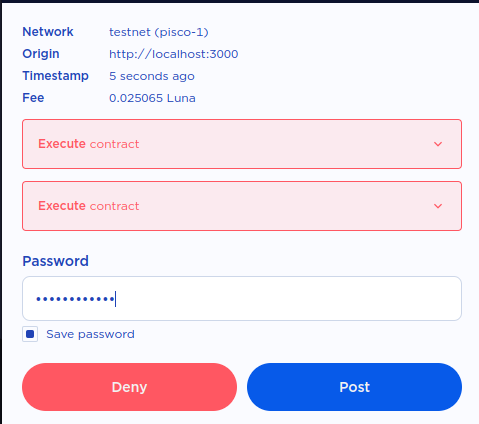 Network testnet (pisco-1)
Origin http://localhost:3000
Timestamp 5 seconds ago
Fee 0.025065 Luna
Execute contract
Execute contract
Password
••••••••••••
Save password
Deny Post